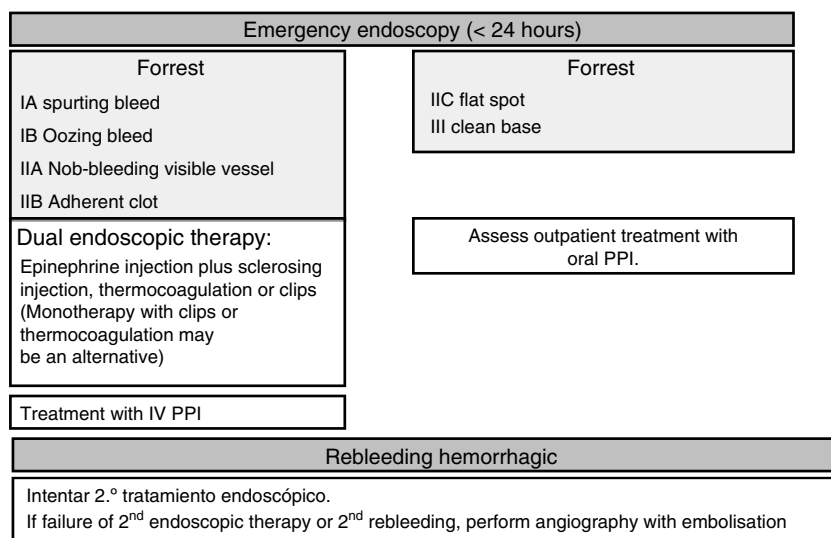 Emergency endoscopy (< 24 hours)
Forrest
IA spurting bleed
IB Oozing bleed
IIA Nob-bleeding visible vessel
IIB Adherent clot
Dual endoscopic therapy:
Epinephrine injection plus sclerosing
injection, thermocoagulation or clips
(Monotherapy with clips or
thermocoagulation may
be an alternative)
Treatment with IV PPI
Forrest
IIC flat spot
III clean base
Assess outpatient treatment with
oral PPI.
Rebleeding hemorrhagic
Intentar 2.º tratamiento endoscópico.
If failure of 2nd endoscopic therapy or 2nd rebleeding, perform angiography with embolisation